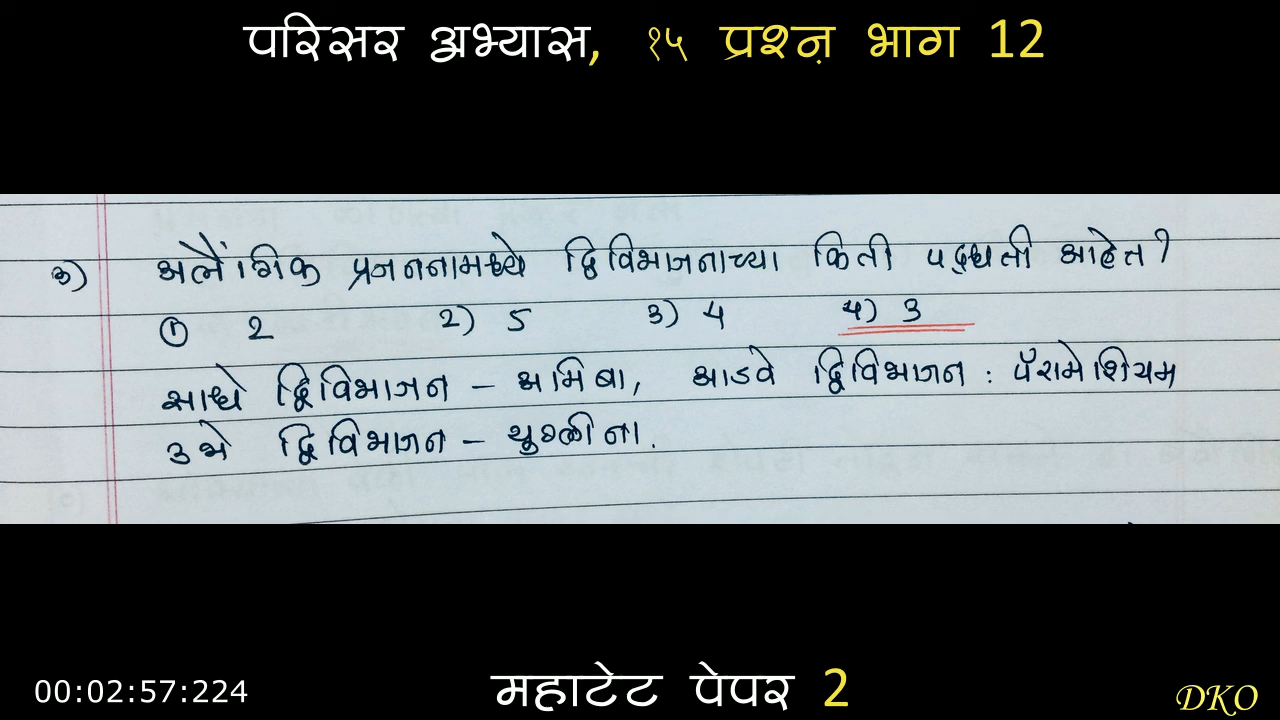 परिसर अभ्यास, १५ प्रश्न भाग 12
७) अलैंगिक प्रजननामध्ये द्विविभाजनाच्या किती पद्धती आहेत?
① 2 2) 5 3) 4 4) 3
साधे द्विविभाजन – अमिबा, आडवे द्विविभाजन : पॅरामेशियम
उभे द्विविभाजन – युग्लीना.
00:02:57:224 महाटेट पेपर 2 DKO